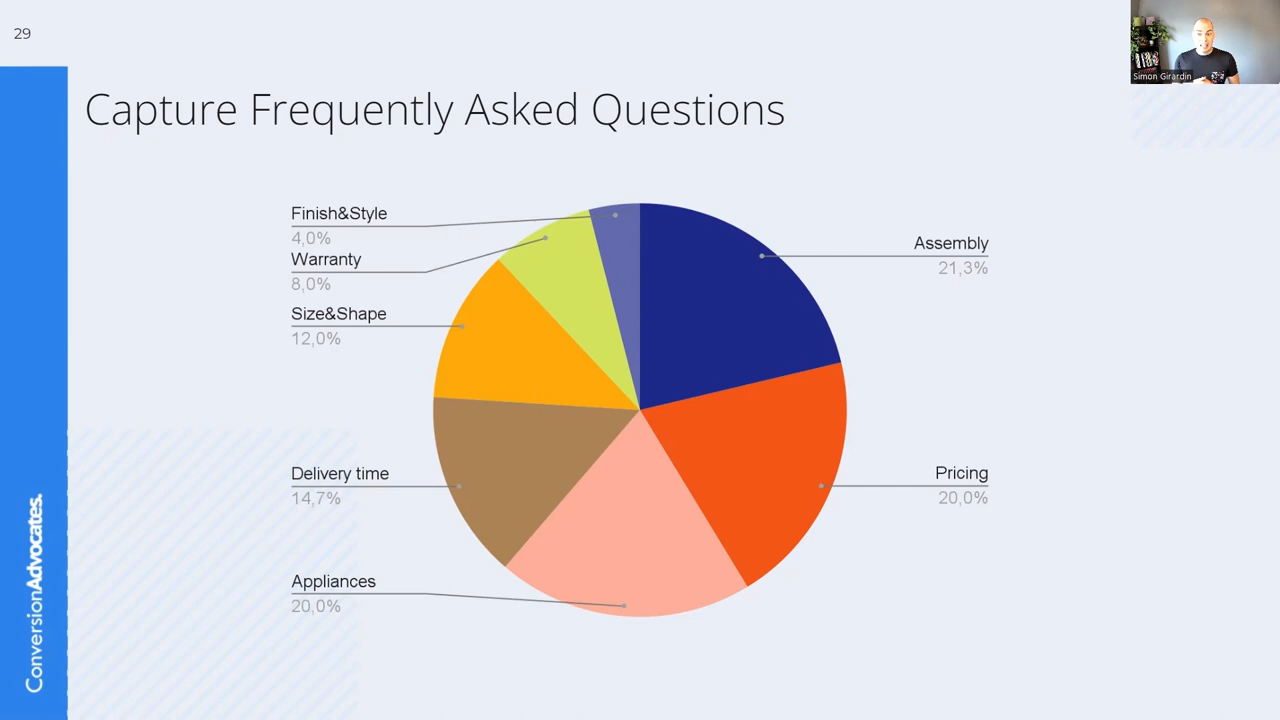 29
Simon Girardin
Capture Frequently Asked Questions
Finish&Style
4,0%
Warranty
8,0%
Size&Shape
12,0%
Delivery time
14,7%
Appliances
20,0%
Assembly
21,3%
Pricing
20,0%
ConversionAdvocates.